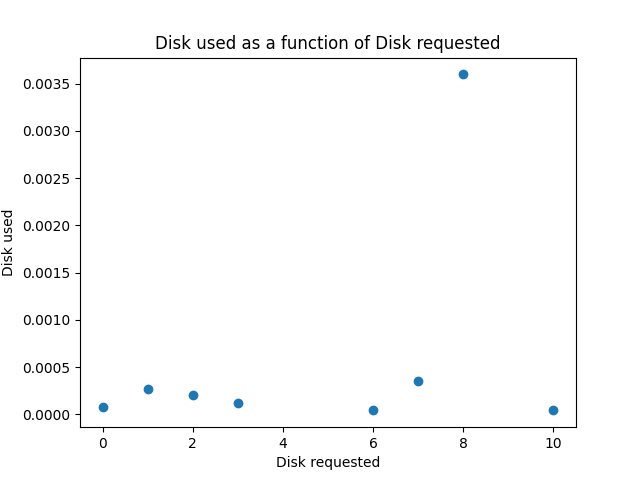 Disk used as a function of Disk requested
0.0035
0.0030
0.0025
0.0020
0.0015
0.0010
0.0005
0.0000
Disk used
0 2 4 6 8 10
Disk requested